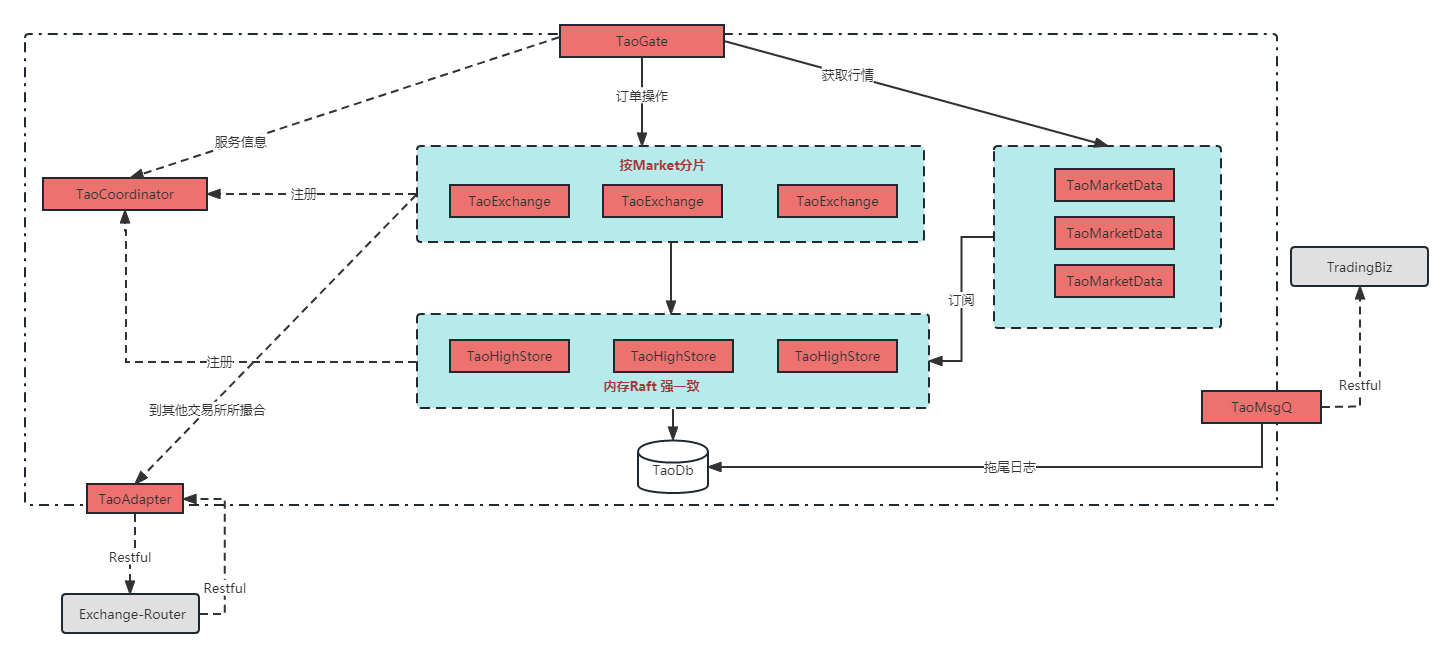 TaoGate
获取行情
订单操作
服务信息
按Market分片
TaoCoordinator
注册
TaoExchange
TaoExchange
TaoExchange
TaoMarketData
TaoMarketData
TaoMarketData
TradingBiz
订阅
TaoHighStore
TaoHighStore
TaoHighStore
注册
内存Raft 强一致
Restful
到其他交易所所撮合
TaoMsgQ
TaoDb
拖尾日志
TaoAdapter
Restful
Restful
Exchange-Router